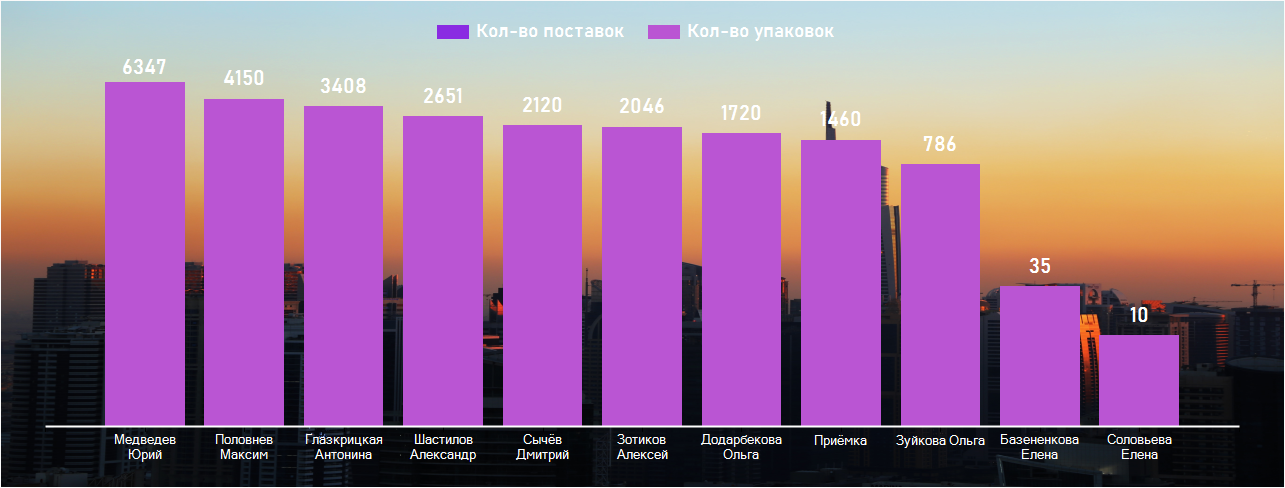 Кол-во поставок Кол-во упаковок
6347 4150 3408 2651 2120 2046 1720 1460 786 35 10
Медведев Половнев Глазкрицкая Шастилов Сычёв Зотиков Додарбекова Приёмка Зуйкова Ольга Базененкова Соловьева
Юрий Максим Антонина Александр Дмитрий Алексей Ольга Елена Елена